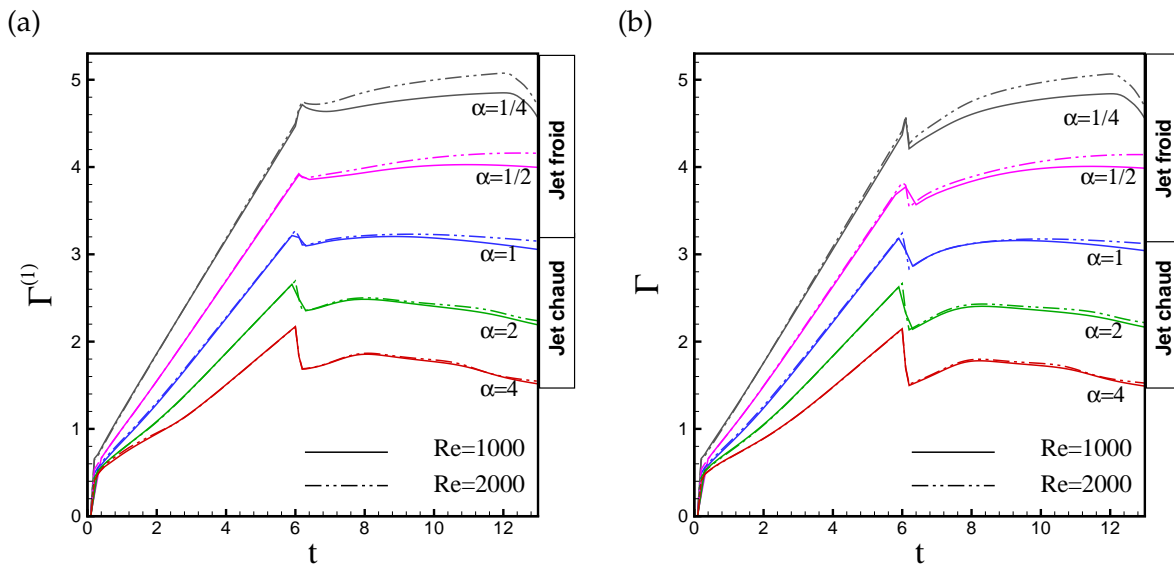 (a)
Γ(1)
5
4
3
2
1
0
0 2 4 6 8 10 12
t
α=1/4
α=1/2
α=1
α=2
α=4
Re=1000
Re=2000
Jet froid
Jet chaud
(b)
Γ
5
4
3
2
1
0
0 2 4 6 8 10 12
t
α=1/4
α=1/2
α=1
α=2
α=4
Re=1000
Re=2000
Jet froid
Jet chaud